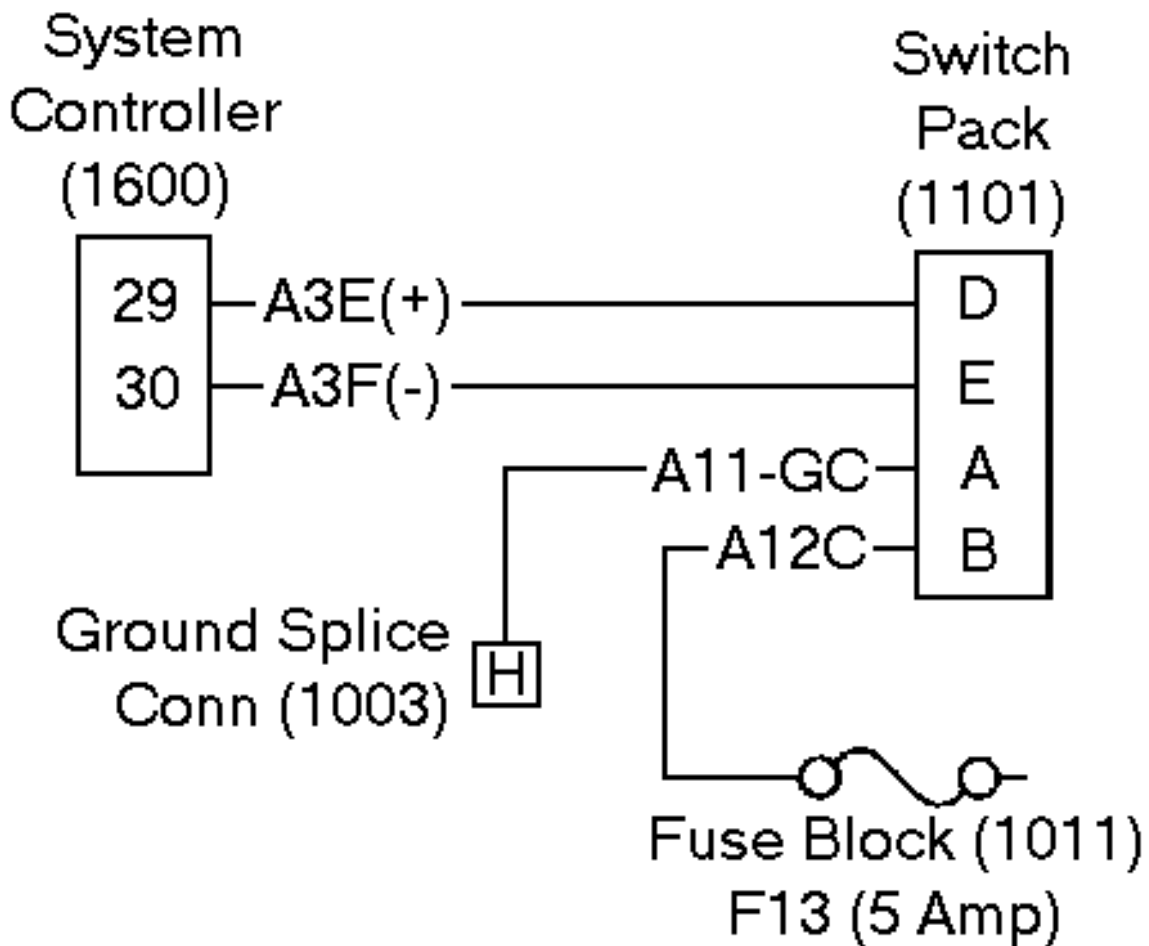 System
Controller
(1600)
Switch
Pack
(1101)
29
A3E(+)
D
30
A3F(-)
E
A11-GC
A
A12C
B
Ground Splice
Conn (1003)
H
Fuse Block (1011)
F13 (5 Amp)